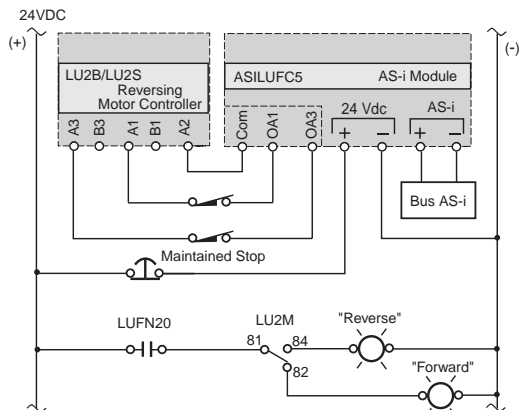 24VDC
(+)
(-)
LU2B/LU2S
Reversing
Motor Controller
ASILUFC5 AS-i Module
A3 B3 A1 B1 A2
Com OA1 OA3
24 Vdc AS-i
+ – + –
Bus AS-i
Maintained Stop
LUFN20 LU2M "Reverse"
81 84
82 "Forward"